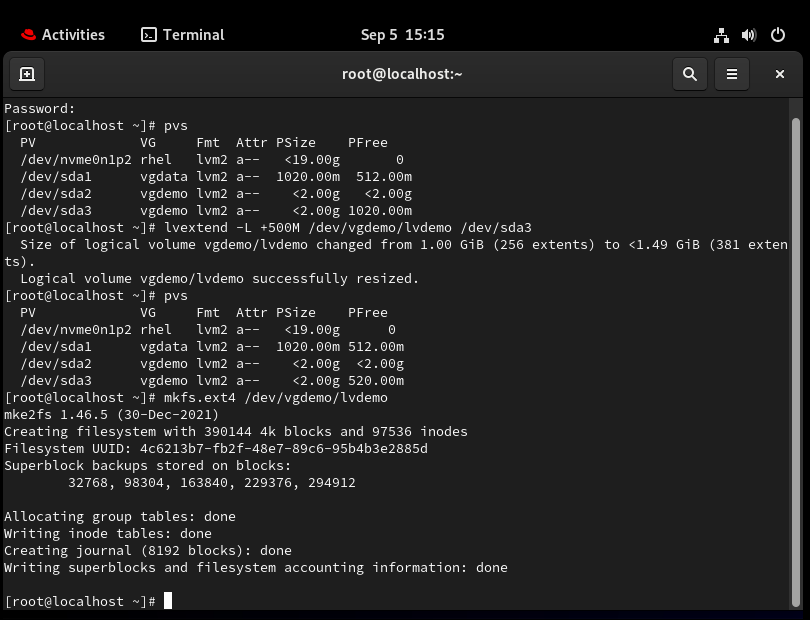 Activities Terminal Sep 5 15:15
root@localhost:~
Password:
[root@localhost ~]# pvs
  PV             VG     Fmt  Attr PSize    PFree
  /dev/nvme0n1p2 rhel   lvm2 a--   <19.00g       0
  /dev/sda1      vgdata lvm2 a--  1020.00m  512.00m
  /dev/sda2      vgdemo lvm2 a--    <2.00g   <2.00g
  /dev/sda3      vgdemo lvm2 a--    <2.00g 1020.00m
[root@localhost ~]# lvextend -L +500M /dev/vgdemo/lvdemo /dev/sda3
  Size of logical volume vgdemo/lvdemo changed from 1.00 GiB (256 extents) to <1.49 GiB (381 exten
ts).
  Logical volume vgdemo/lvdemo successfully resized.
[root@localhost ~]# pvs
  PV             VG     Fmt  Attr PSize    PFree
  /dev/nvme0n1p2 rhel   lvm2 a--   <19.00g      0
  /dev/sda1      vgdata lvm2 a--  1020.00m 512.00m
  /dev/sda2      vgdemo lvm2 a--    <2.00g  <2.00g
  /dev/sda3      vgdemo lvm2 a--    <2.00g 520.00m
[root@localhost ~]# mkfs.ext4 /dev/vgdemo/lvdemo
mke2fs 1.46.5 (30-Dec-2021)
Creating filesystem with 390144 4k blocks and 97536 inodes
Filesystem UUID: 4c6213b7-fb2f-48e7-89c6-95b4b3e2885d
Superblock backups stored on blocks:
        32768, 98304, 163840, 229376, 294912
Allocating group tables: done
Writing inode tables: done
Creating journal (8192 blocks): done
Writing superblocks and filesystem accounting information: done
[root@localhost ~]#